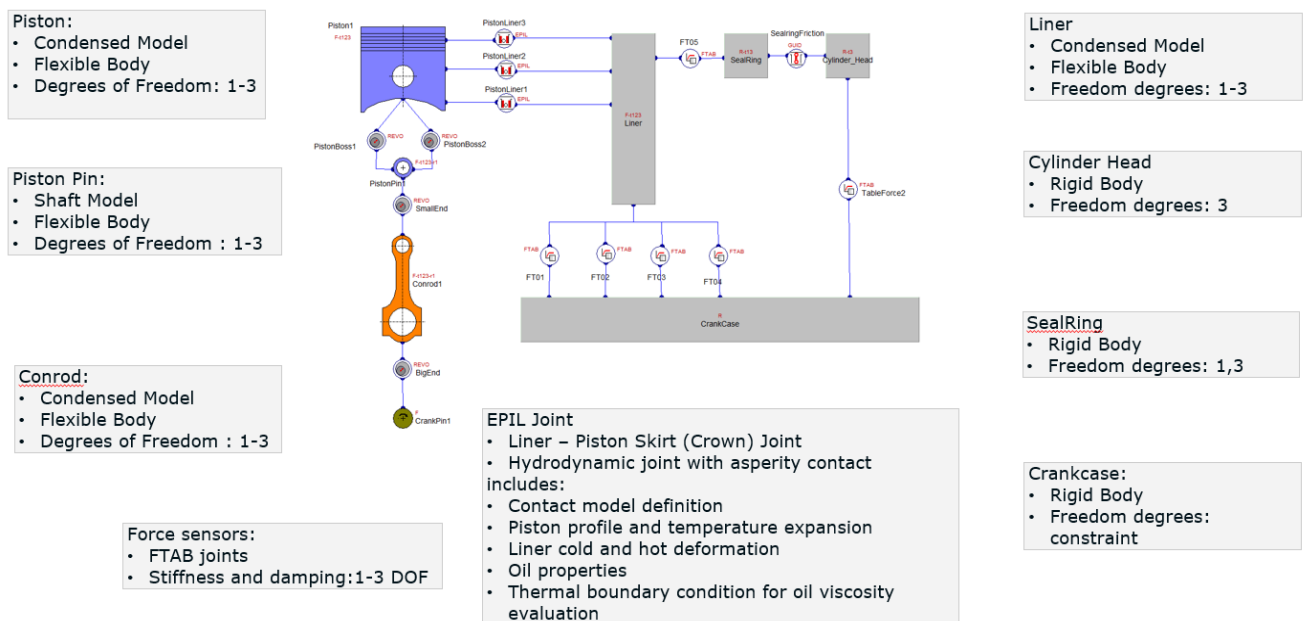 Piston:
• Condensed Model
• Flexible Body
• Degrees of Freedom: 1-3
Piston Pin:
• Shaft Model
• Flexible Body
• Degrees of Freedom : 1-3
Conrod:
• Condensed Model
• Flexible Body
• Degrees of Freedom : 1-3
Force sensors:
• FTAB joints
• Stiffness and damping:1-3 DOF
Piston1
F-t123
PistonLiner3
EPIL
PistonLiner2
EPIL
PistonLiner1
EPIL
REVO
PistonBoss1
REVO
PistonBoss2
F-t123-r1
PistonPin1
REVO
SmallEnd
F-t123-r1
Conrod1
REVO
BigEnd
F
CrankPin1
F-t123
Liner
FT05
FTAB
R-t13
SealRing
SealringFriction
GUID
R-t3
Cylinder_Head
FTAB
TableForce2
FTAB
FT01
FTAB
FT02
FTAB
FT03
FTAB
FT04
R
CrankCase
EPIL Joint
• Liner – Piston Skirt (Crown) Joint
• Hydrodynamic joint with asperity contact
includes:
• Contact model definition
• Piston profile and temperature expansion
• Liner cold and hot deformation
• Oil properties
• Thermal boundary condition for oil viscosity
evaluation
Liner
• Condensed Model
• Flexible Body
• Freedom degrees: 1-3
Cylinder Head
• Rigid Body
• Freedom degrees: 3
SealRing
• Rigid Body
• Freedom degrees: 1,3
Crankcase:
• Rigid Body
• Freedom degrees:
constraint